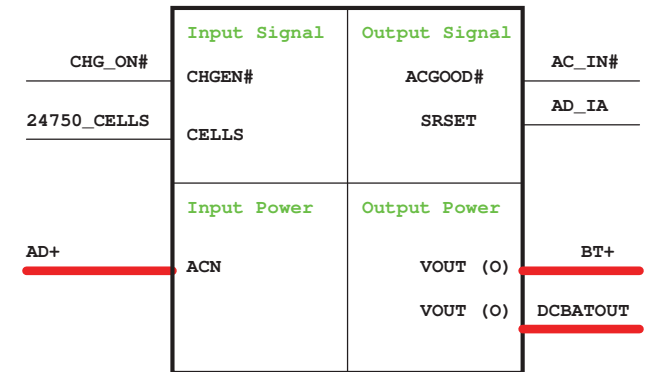 Input Signal Output Signal
CHG_ON# CHGEN# ACGOOD# AC_IN#
24750_CELLS CELLS SRSET AD_IA
Input Power Output Power
AD+ ACN VOUT (O) BT+
VOUT (O) DCBATOUT